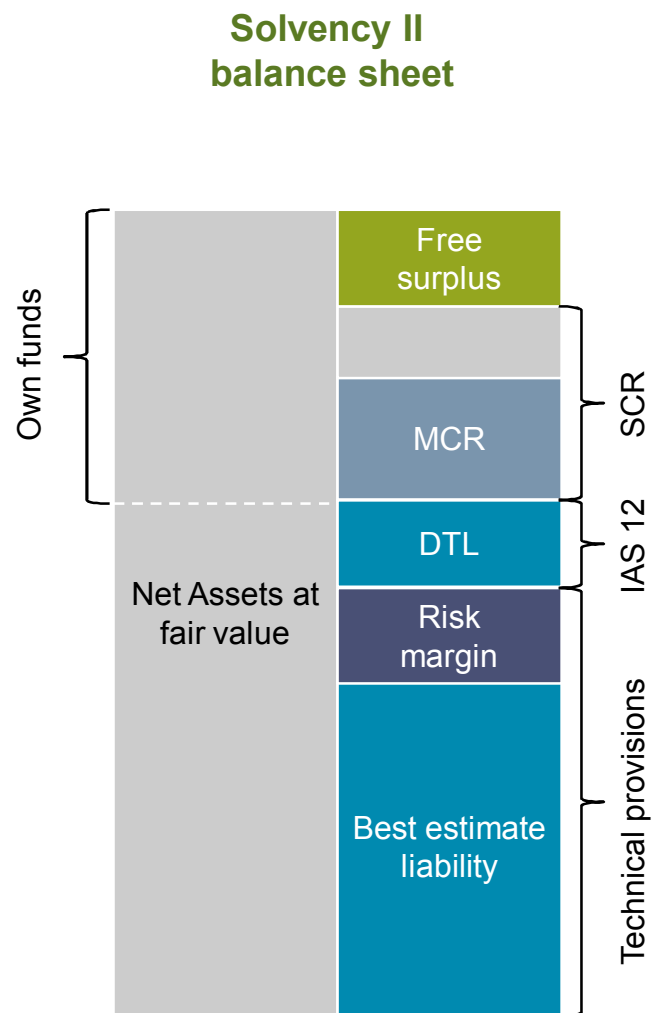 Solvency II
balance sheet
Own funds
Net Assets at
fair value
Free
surplus
MCR
DTL
Risk
margin
Best estimate
liability
SCR
IAS 12
Technical provisions